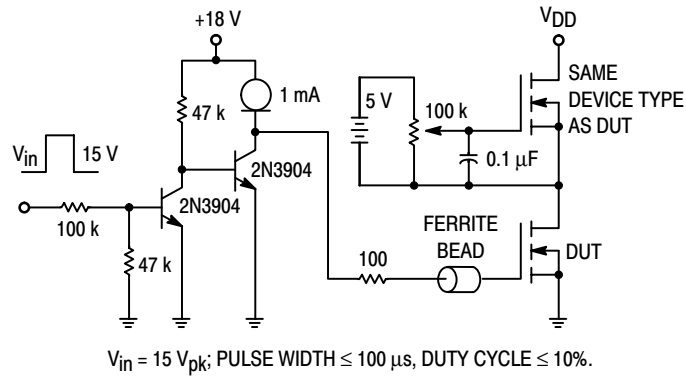 +18 V
VDD
1 mA
47 k
Vin
15 V
5 V
100 k
SAME
DEVICE TYPE
AS DUT
0.1 μF
2N3904
2N3904
100 k
47 k
FERRITE
BEAD
100
DUT
Vin = 15 Vpk; PULSE WIDTH ≤ 100 μs, DUTY CYCLE ≤ 10%.